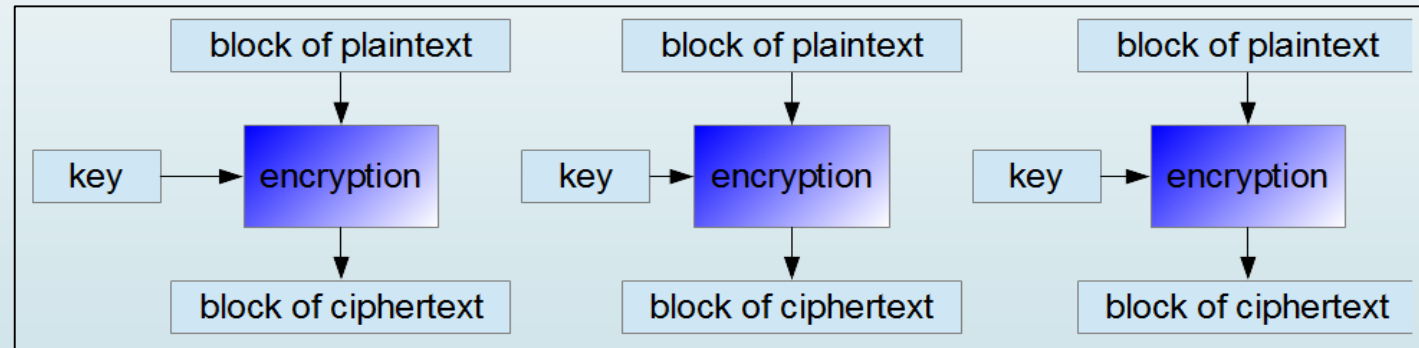 block of plaintext block of plaintext block of plaintext
key encryption key encryption key encryption
block of ciphertext block of ciphertext block of ciphertext